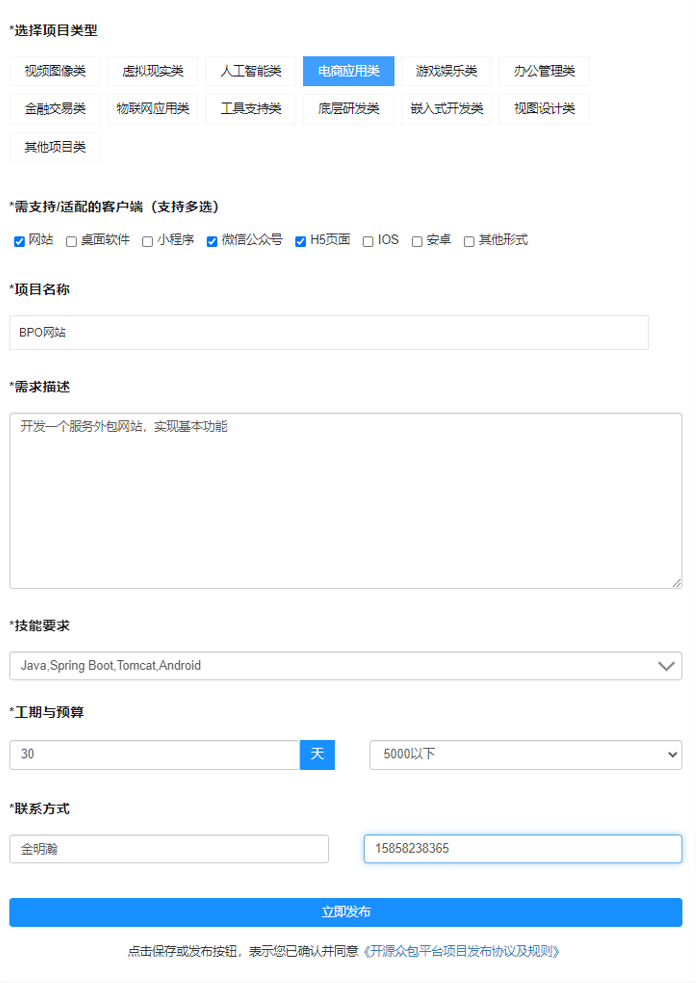 *选择项目类型
视频图像类 虚拟现实类 人工智能类 电商应用类 游戏娱乐类 办公管理类
金融交易类 物联网应用类 工具支持类 底层研发类 嵌入式开发类 视图设计类
其他项目类
*需支持/适配的客户端（支持多选）
网站 桌面软件 小程序 微信公众号 H5页面 IOS 安卓 其他形式
*项目名称
BPO网站
*需求描述
开发一个服务外包网站，实现基本功能
*技能要求
Java,Spring Boot,Tomcat,Android
*工期与预算
30 天 5000以下
*联系方式
金明瀚 15858238365
立即发布
点击保存或发布按钮，表示您已确认并同意《开源众包平台项目发布协议及规则》